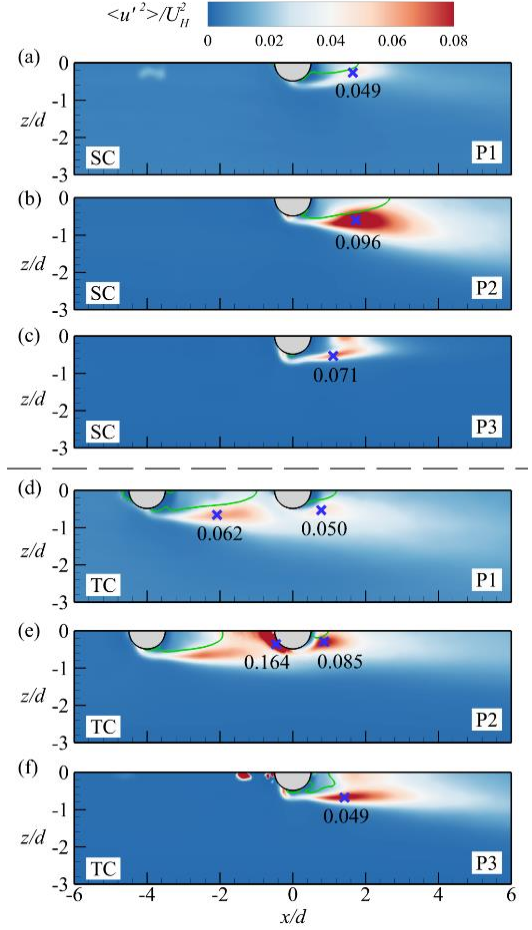 <u'²>/U²_H
0 0.02 0.04 0.06 0.08
(a)
0
-1
-2
-3
z/d
0.049
SC
P1
(b)
0
-1
-2
-3
z/d
0.096
SC
P2
(c)
0
-1
-2
-3
z/d
0.071
SC
P3
(d)
0
-1
-2
-3
z/d
0.062 0.050
TC
P1
(e)
0
-1
-2
-3
z/d
0.164 0.085
TC
P2
(f)
0
-1
-2
-3
z/d
0.049
TC
P3
-6 -4 -2 0 2 4 6
x/d